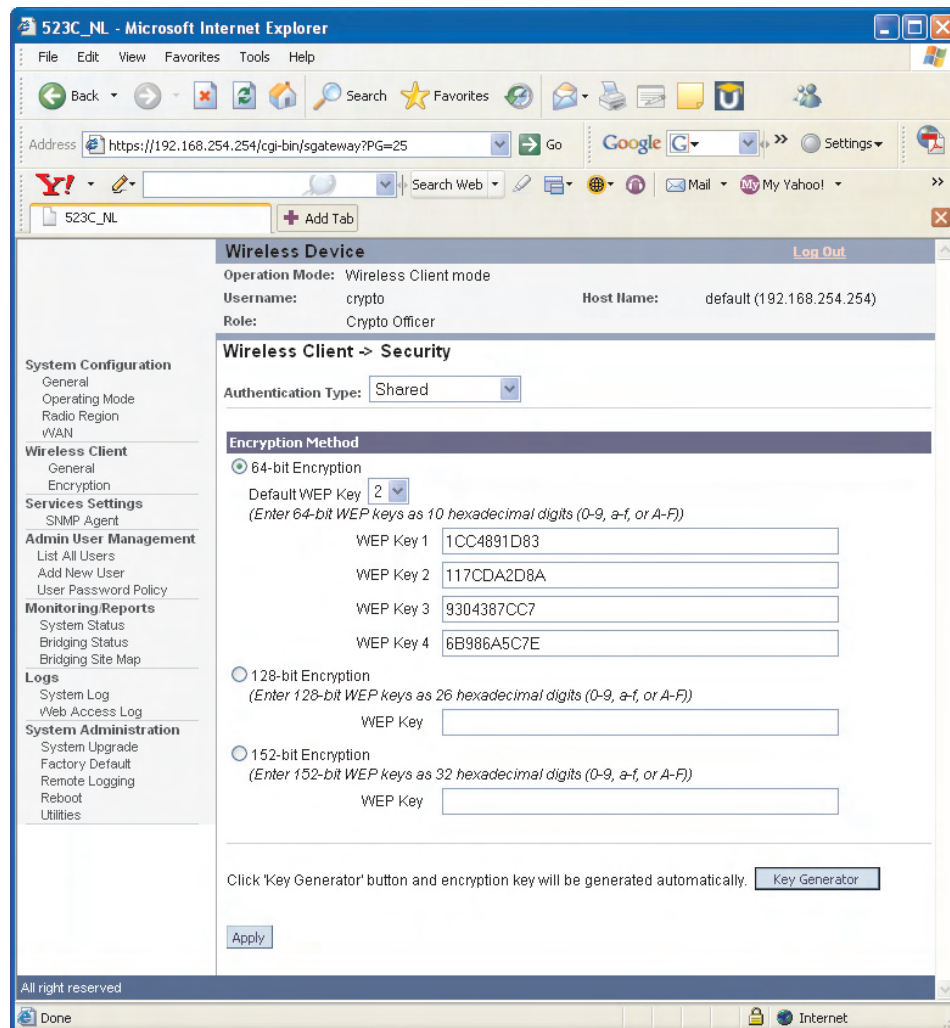 523C_NL - Microsoft Internet Explorer
File Edit View Favorites Tools Help
Back Search Favorites
Address https://192.168.254.254/cgi-bin/sgateway?PG=25 Go Google G Settings
Y! Search Web Mail My My Yahoo!
523C_NL Add Tab
Wireless Device Log Out
Operation Mode: Wireless Client mode
Username: crypto Host Name: default (192.168.254.254)
Role: Crypto Officer
System Configuration
General
Operating Mode
Radio Region
WAN
Wireless Client
General
Encryption
Services Settings
SNMP Agent
Admin User Management
List All Users
Add New User
User Password Policy
Monitoring/Reports
System Status
Bridging Status
Bridging Site Map
Logs
System Log
Web Access Log
System Administration
System Upgrade
Factory Default
Remote Logging
Reboot
Utilities
Wireless Client -> Security
Authentication Type: Shared
Encryption Method
64-bit Encryption
Default WEP Key 2
(Enter 64-bit WEP keys as 10 hexadecimal digits (0-9, a-f, or A-F))
WEP Key 1 1CC4891D83
WEP Key 2 117CDA2D8A
WEP Key 3 9304387CC7
WEP Key 4 6B986A5C7E
128-bit Encryption
(Enter 128-bit WEP keys as 26 hexadecimal digits (0-9, a-f, or A-F))
WEP Key
152-bit Encryption
(Enter 152-bit WEP keys as 32 hexadecimal digits (0-9, a-f, or A-F))
WEP Key
Click 'Key Generator' button and encryption key will be generated automatically. Key Generator
Apply
All right reserved
Done Internet